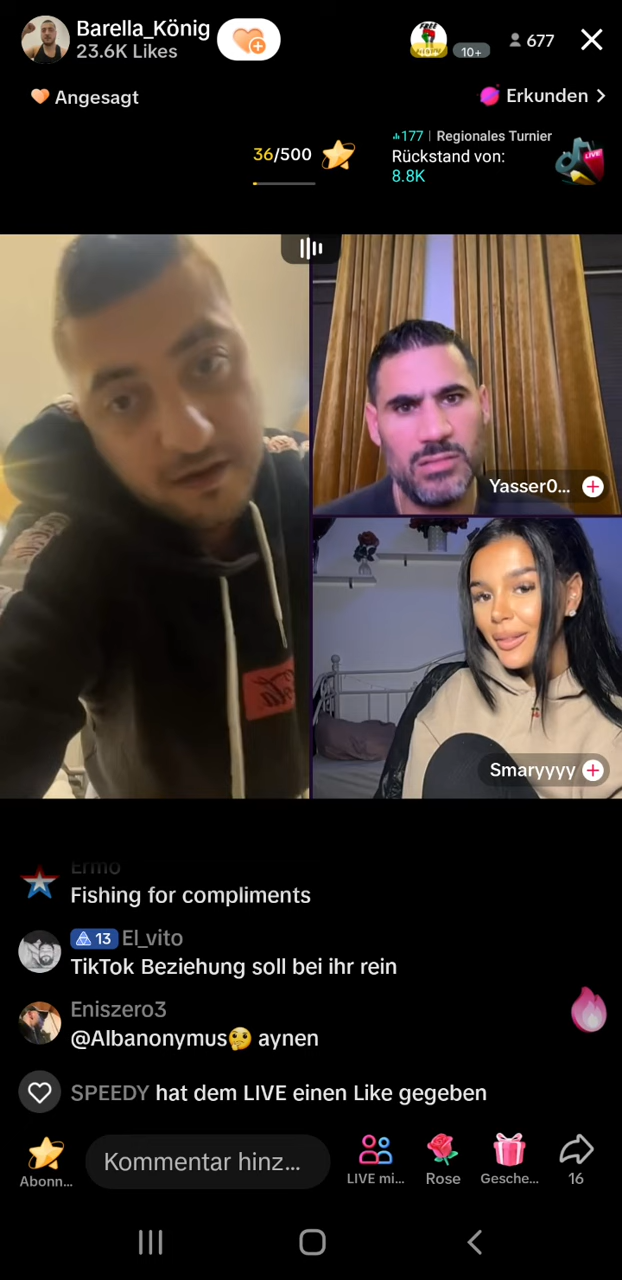 Barella_König
23.6K Likes
10+
677
Angesagt
Erkunden
36/500
177 | Regionales Turnier
Rückstand von:
8.8K
LIVE
Yasser0...
Smaryyyy
Ermo
Fishing for compliments
13 El_vito
TikTok Beziehung soll bei ihr rein
Eniszero3
@Albanonymus🤔 aynen
SPEEDY hat dem LIVE einen Like gegeben
Abonn...
Kommentar hinz...
LIVE mi...
Rose
Gesche...
16